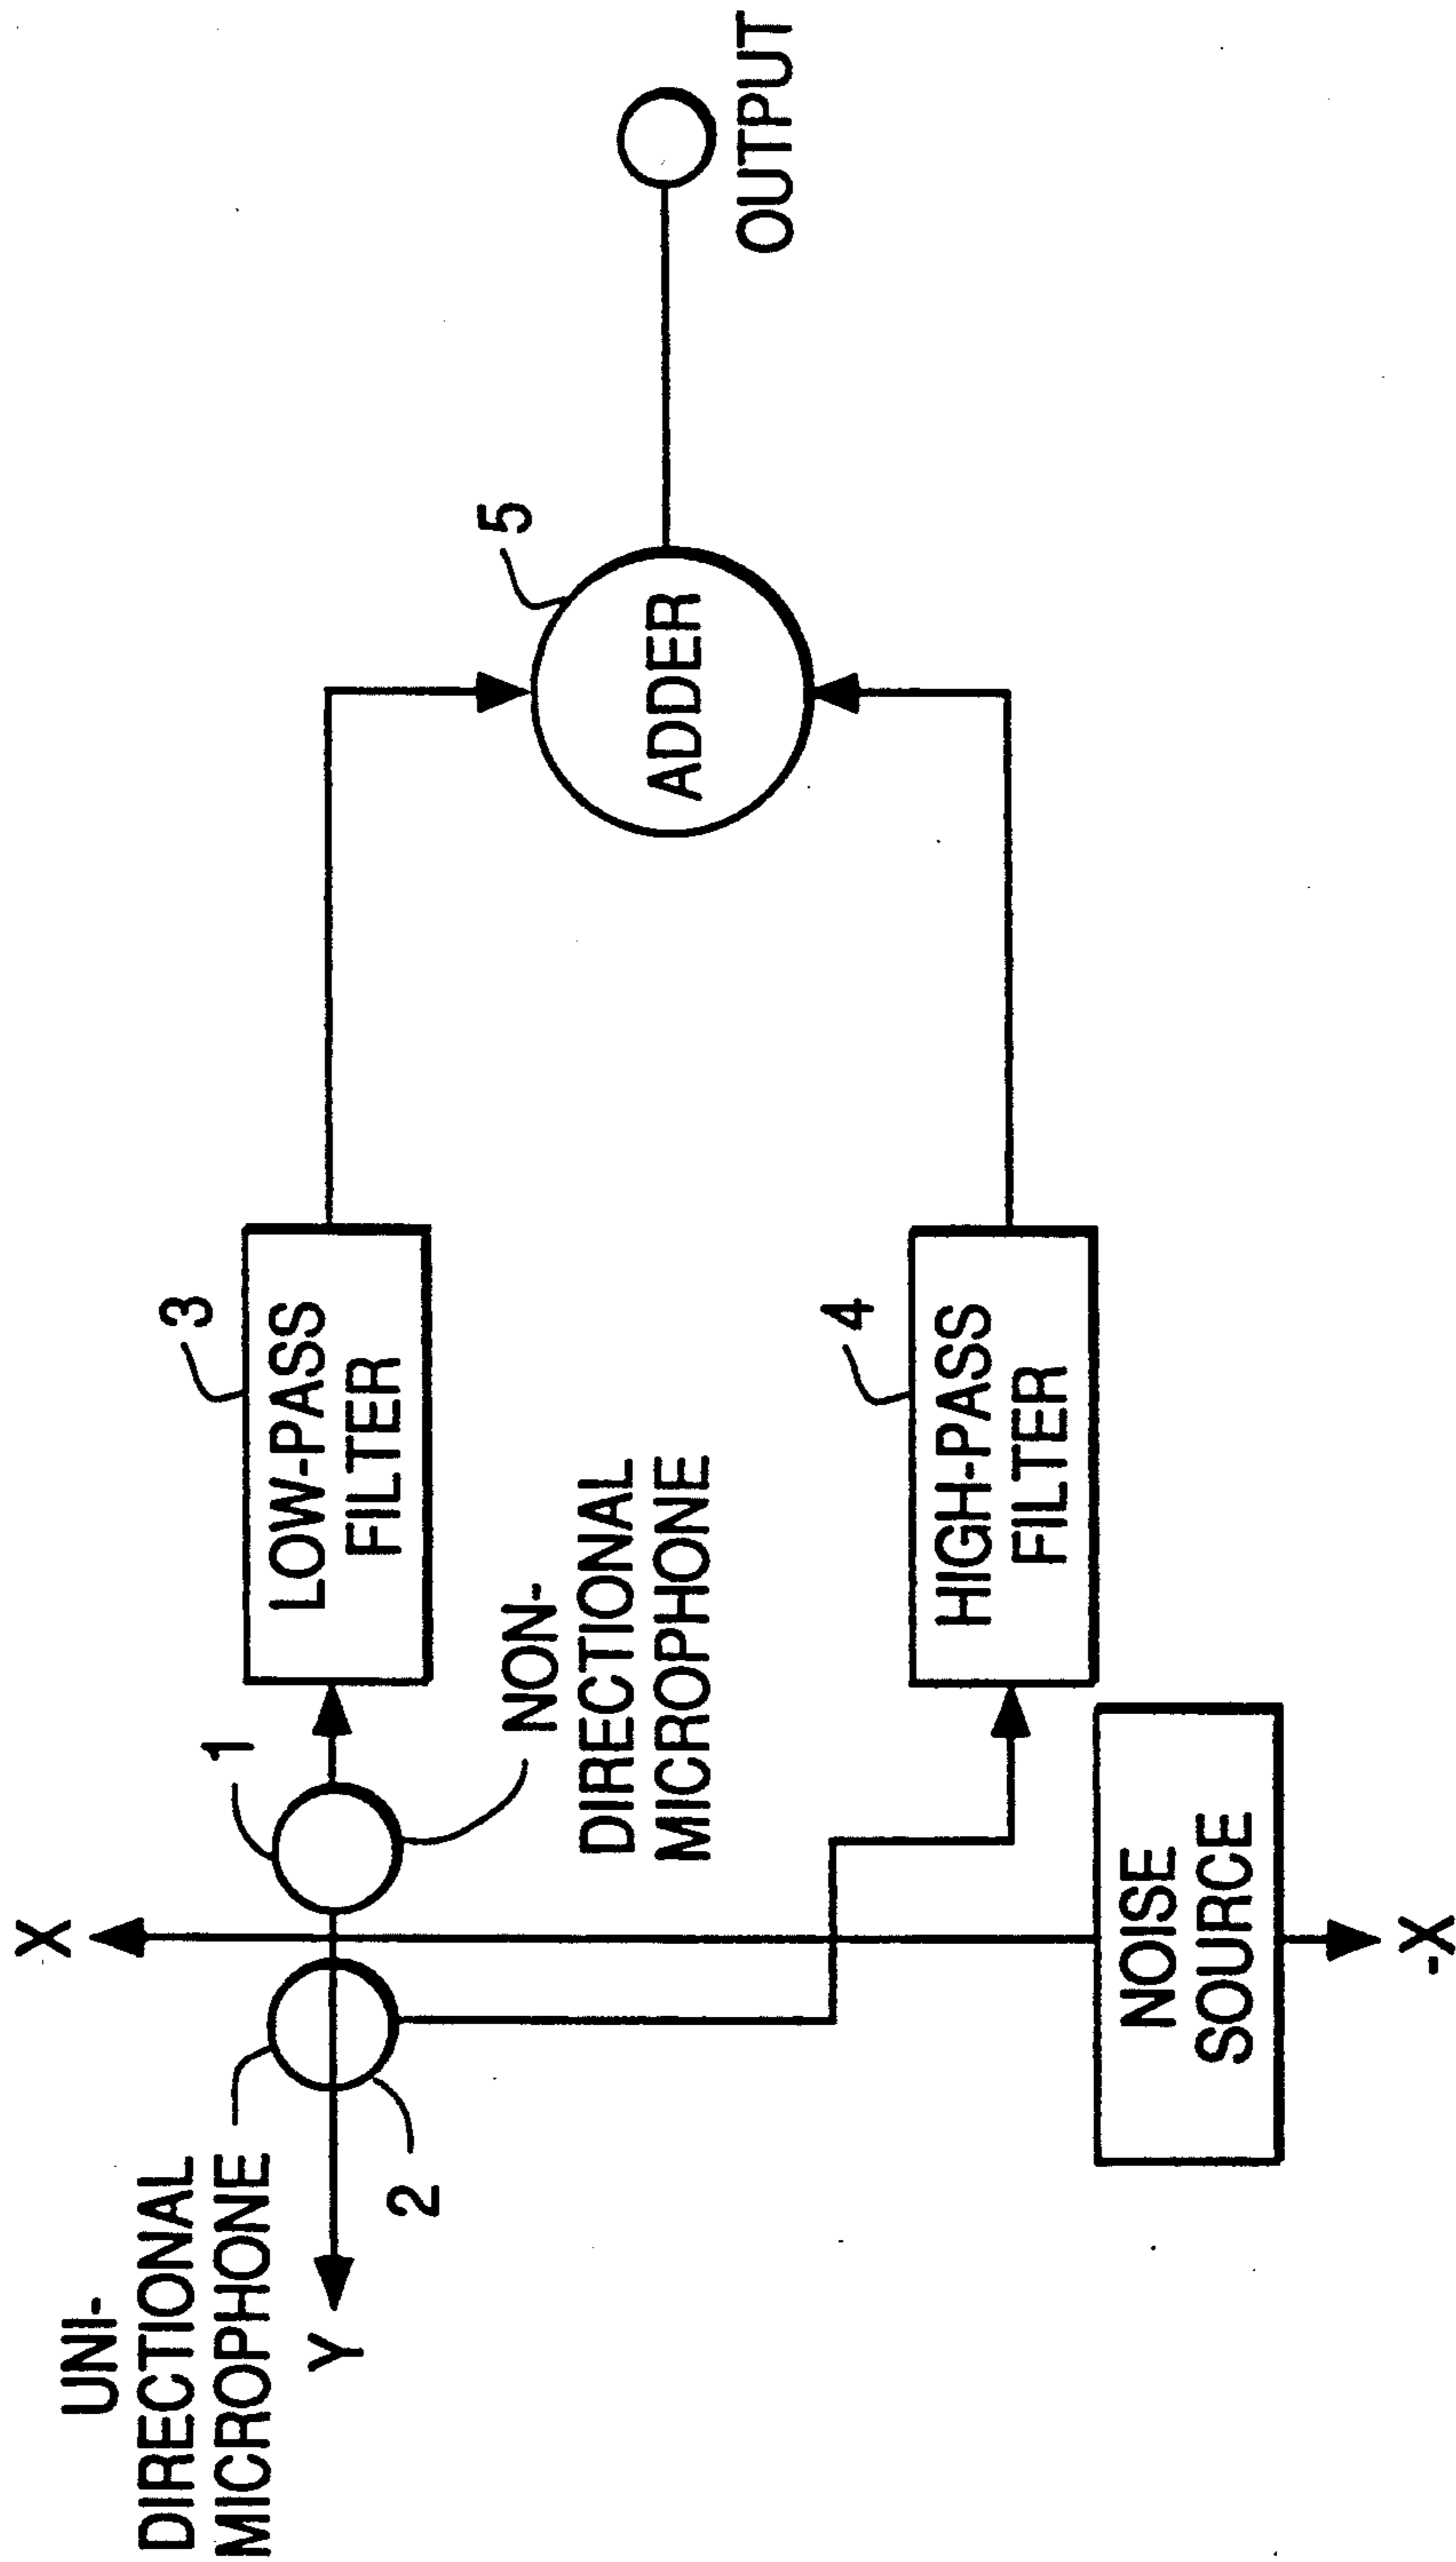 UNI-
DIRECTIONAL
MICROPHONE
X
1
2
Y
3
LOW-PASS
FILTER
NON-
DIRECTIONAL
MICROPHONE
5
ADDER
OUTPUT
4
HIGH-PASS
FILTER
NOISE
SOURCE
-X